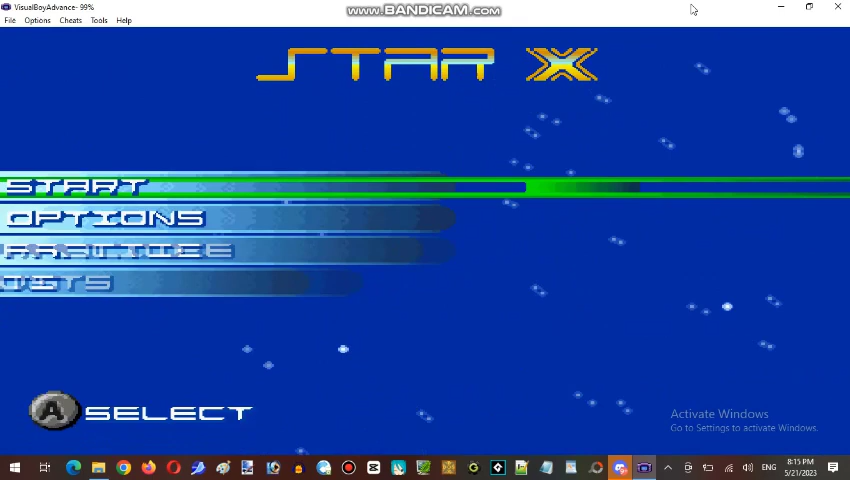 VisualBoyAdvance- 99%
www.BANDICAM.com
File Options Cheats Tools Help
STAR X
START
OPTIONS
A SELECT
Activate Windows
Go to Settings to activate Windows.
ENG
8:15 PM
5/21/2023